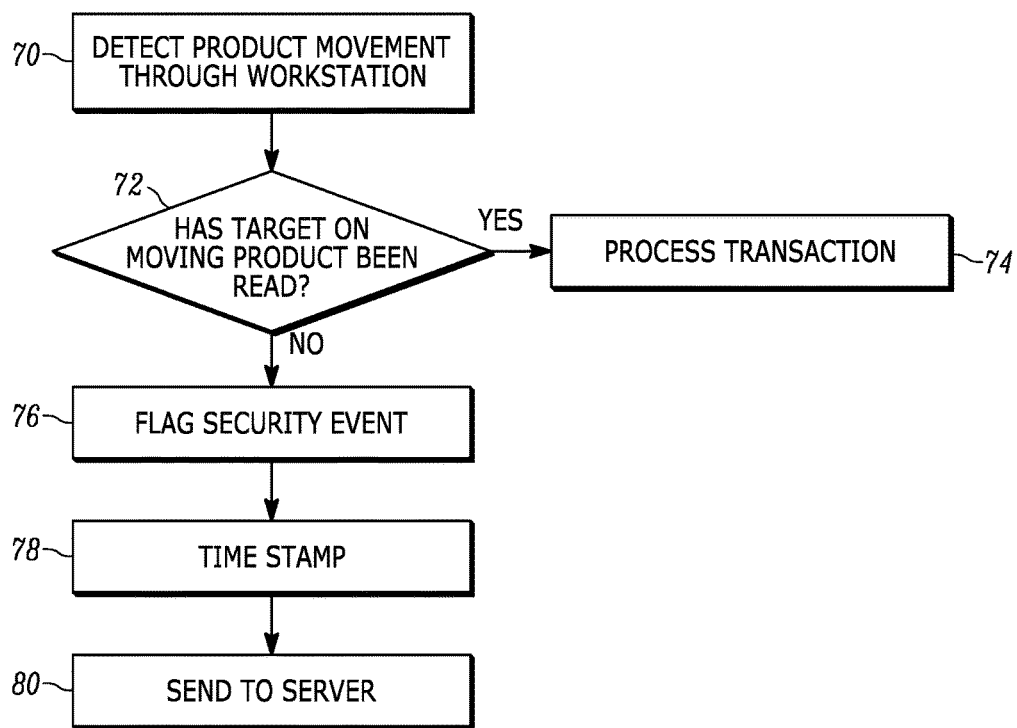 70
DETECT PRODUCT MOVEMENT
THROUGH WORKSTATION
72
HAS TARGET ON
MOVING PRODUCT BEEN
READ?
YES
PROCESS TRANSACTION
74
NO
76
FLAG SECURITY EVENT
78
TIME STAMP
80
SEND TO SERVER